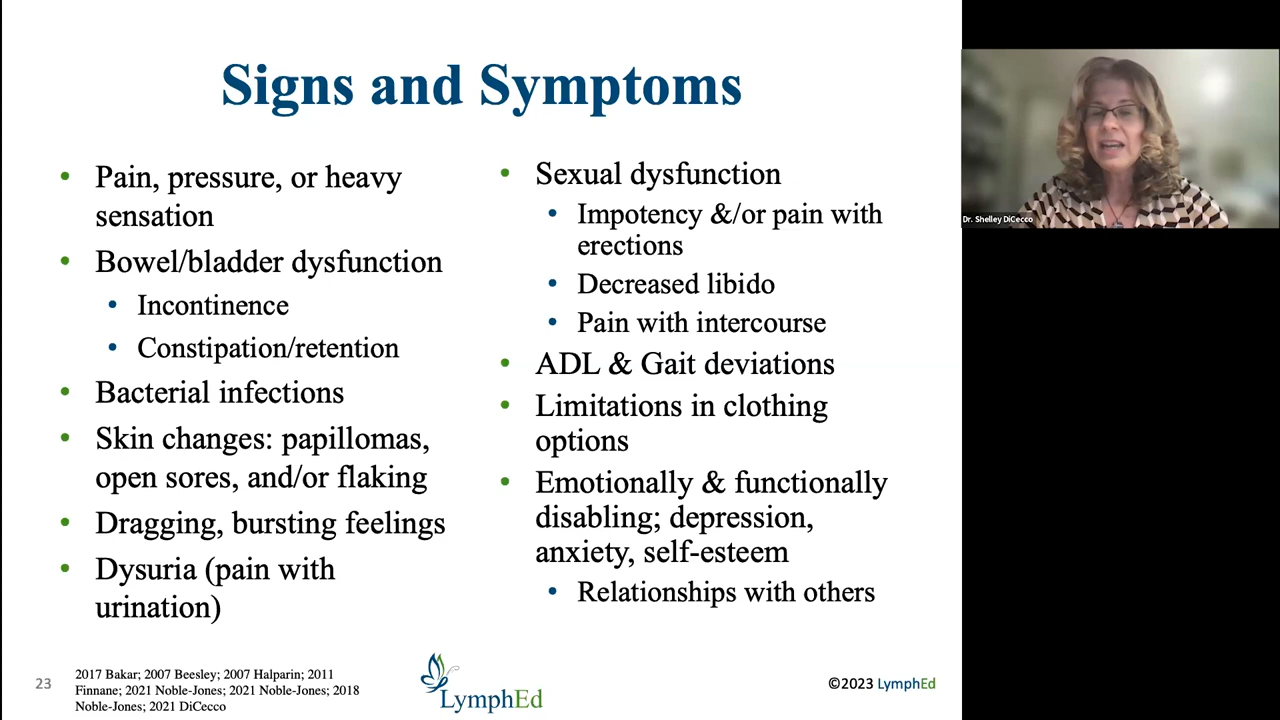 Signs and Symptoms
Pain, pressure, or heavy
sensation
Bowel/bladder dysfunction
Incontinence
Constipation/retention
Bacterial infections
Skin changes: papillomas,
open sores, and/or flaking
Dragging, bursting feelings
Dysuria (pain with
urination)
Sexual dysfunction
Impotency &/or pain with
erections
Decreased libido
Pain with intercourse
ADL & Gait deviations
Limitations in clothing
options
Emotionally & functionally
disabling; depression,
anxiety, self-esteem
Relationships with others
23
2017 Bakar; 2007 Beesley; 2007 Halparin; 2011
Finnane; 2021 Noble-Jones; 2021 Noble-Jones; 2018
Noble-Jones; 2021 DiCecco
LymphEd
©2023 LymphEd
Dr. Shelley DiCecco